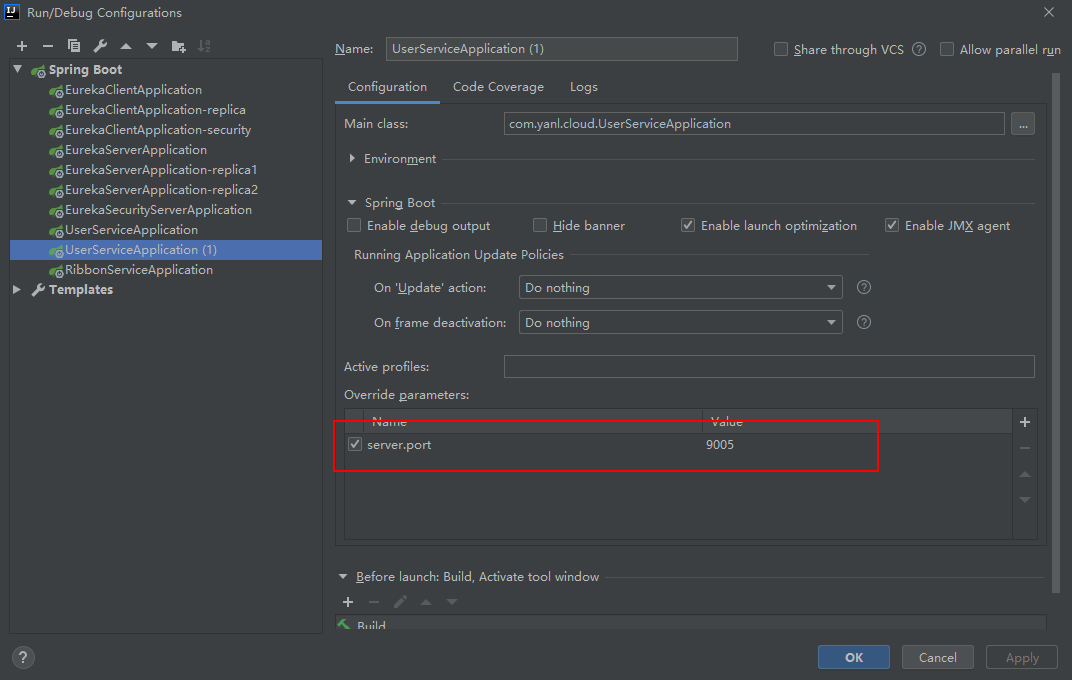 IJ Run/Debug Configurations
Name: UserServiceApplication (1) Share through VCS ? Allow parallel run
Spring Boot
EurekaClientApplication
EurekaClientApplication-replica
EurekaClientApplication-security
EurekaServerApplication
EurekaServerApplication-replica1
EurekaServerApplication-replica2
EurekaSecurityServerApplication
UserServiceApplication
UserServiceApplication (1)
RibbonServiceApplication
Templates
Configuration Code Coverage Logs
Main class: com.yanl.cloud.UserServiceApplication ...
Environment
Spring Boot
Enable debug output Hide banner Enable launch optimization Enable JMX agent
Running Application Update Policies
On 'Update' action: Do nothing ?
On frame deactivation: Do nothing ?
Active profiles:
Override parameters:
Name Value
server.port 9005
Before launch: Build, Activate tool window
Build
? OK Cancel Apply